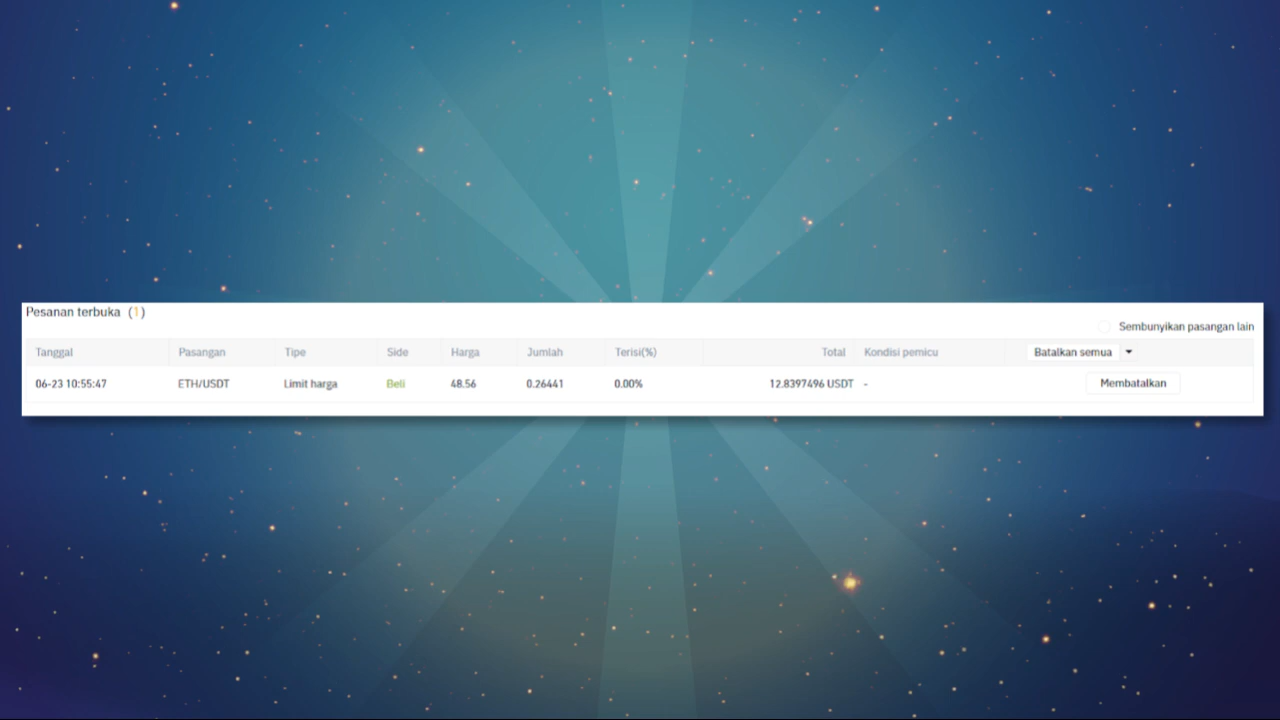 Pesanan terbuka (1)
Sembunyikan pasangan lain
Tanggal Pasangan Tipe Side Harga Jumlah Terisi(%) Total Kondisi pemicu Batalkan semua
06-23 10:55:47 ETH/USDT Limit harga Beli 48.56 0.26441 0.00% 12.8397496 USDT - Membatalkan